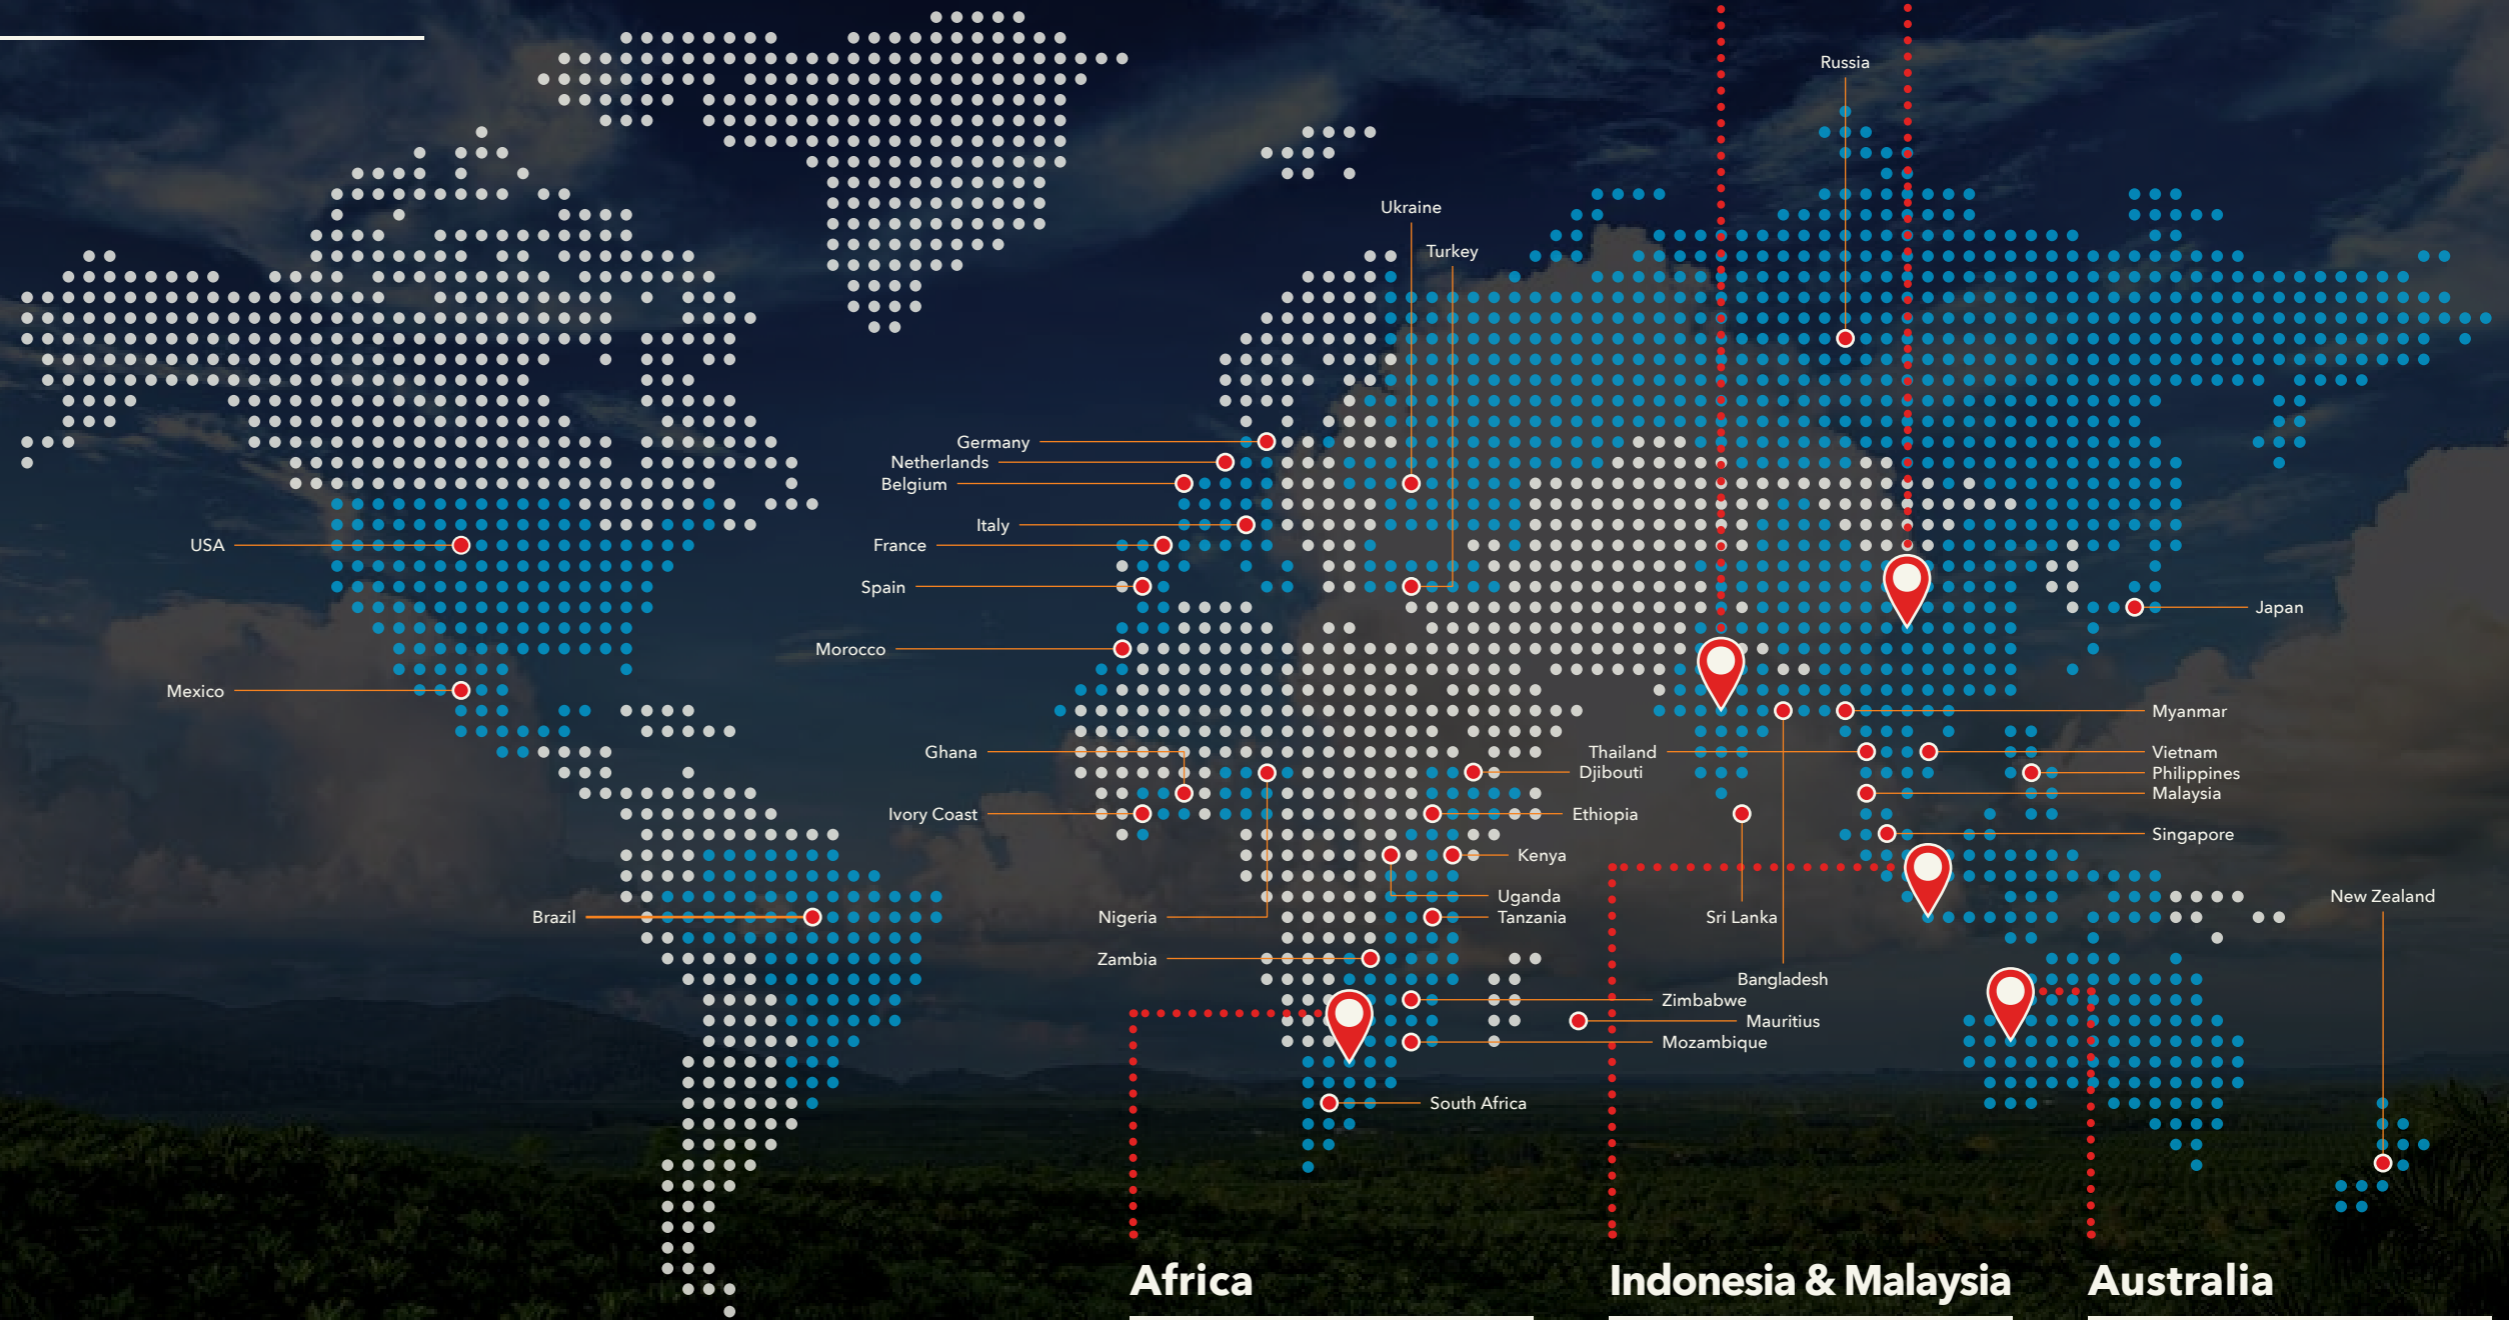 Russia
Ukraine
Turkey
Germany
Netherlands
Belgium
Italy
France
USA
Spain
Japan
Morocco
Mexico
Myanmar
Ghana
Thailand
Vietnam
Djibouti
Philippines
Malaysia
Ivory Coast
Ethiopia
Singapore
Kenya
Uganda
New Zealand
Brazil
Nigeria
Tanzania
Sri Lanka
Zambia
Bangladesh
Zimbabwe
Mauritius
Mozambique
South Africa
Africa
Indonesia & Malaysia
Australia